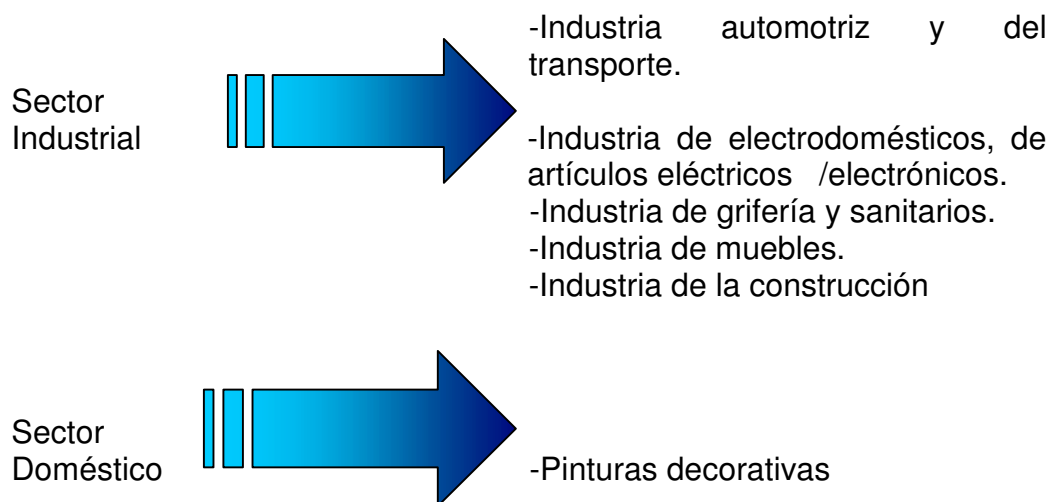 Sector
Industrial
-Industria automotriz y del
transporte.
-Industria de electrodomésticos, de
artículos eléctricos /electrónicos.
-Industria de grifería y sanitarios.
-Industria de muebles.
-Industria de la construcción
Sector
Doméstico
-Pinturas decorativas